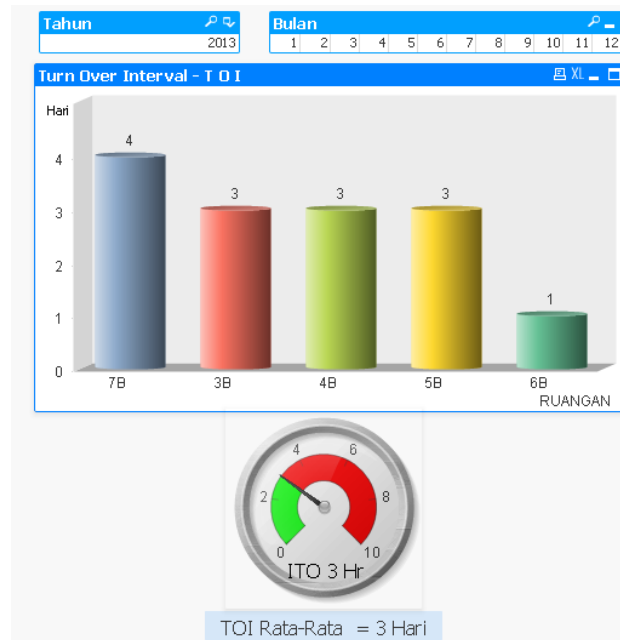 Tahun
2013
Bulan
1 2 3 4 5 6 7 8 9 10 11 12
Turn Over Interval - T O I
XL
Hari
4
3
2
1
0
4
3
3
3
1
7B 3B 4B 5B 6B
RUANGAN
4 6
2 8
0 10
ITO 3 Hr
TOI Rata-Rata = 3 Hari